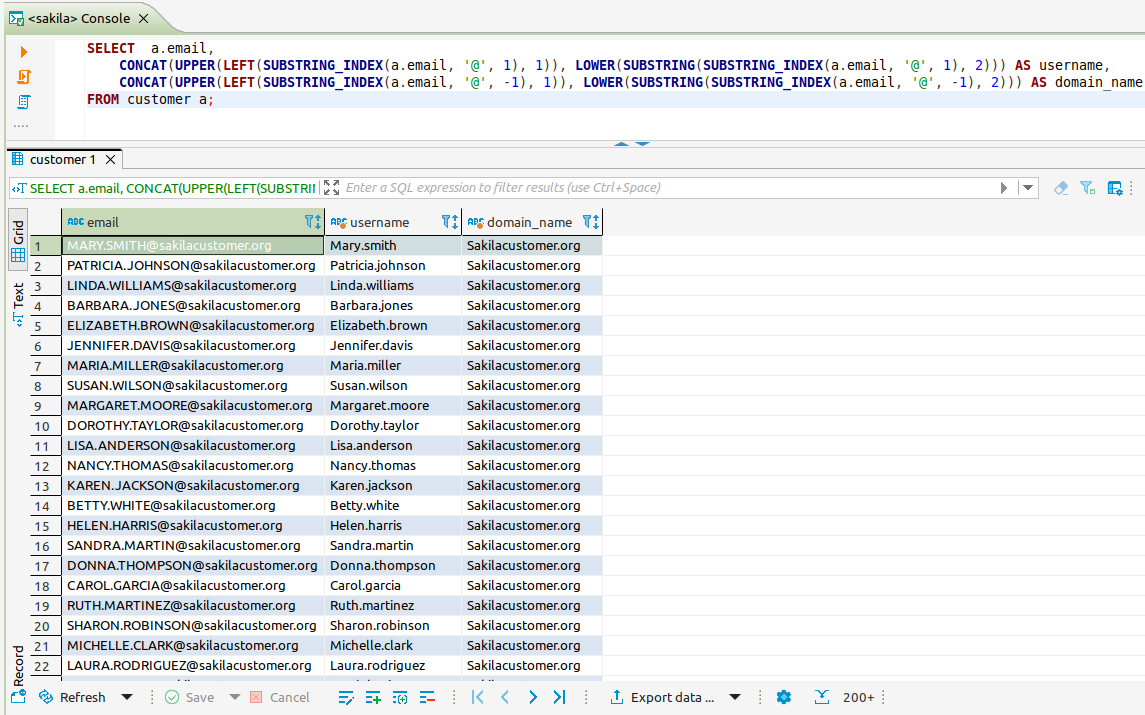 <sakila> Console
SELECT a.email,
CONCAT(UPPER(LEFT(SUBSTRING_INDEX(a.email, '@', 1), 1)), LOWER(SUBSTRING(SUBSTRING_INDEX(a.email, '@', 1), 2))) AS username,
CONCAT(UPPER(LEFT(SUBSTRING_INDEX(a.email, '@', -1), 1)), LOWER(SUBSTRING(SUBSTRING_INDEX(a.email, '@', -1), 2))) AS domain_name
FROM customer a;
customer 1
SELECT a.email, CONCAT(UPPER(LEFT(SUBSTRIN
Enter a SQL expression to filter results (use Ctrl+Space)
Grid
Text
Record
ABC email ABC username ABC domain_name
1 MARY.SMITH@sakilacustomer.org Mary.smith Sakilacustomer.org
2 PATRICIA.JOHNSON@sakilacustomer.org Patricia.johnson Sakilacustomer.org
3 LINDA.WILLIAMS@sakilacustomer.org Linda.williams Sakilacustomer.org
4 BARBARA.JONES@sakilacustomer.org Barbara.jones Sakilacustomer.org
5 ELIZABETH.BROWN@sakilacustomer.org Elizabeth.brown Sakilacustomer.org
6 JENNIFER.DAVIS@sakilacustomer.org Jennifer.davis Sakilacustomer.org
7 MARIA.MILLER@sakilacustomer.org Maria.miller Sakilacustomer.org
8 SUSAN.WILSON@sakilacustomer.org Susan.wilson Sakilacustomer.org
9 MARGARET.MOORE@sakilacustomer.org Margaret.moore Sakilacustomer.org
10 DOROTHY.TAYLOR@sakilacustomer.org Dorothy.taylor Sakilacustomer.org
11 LISA.ANDERSON@sakilacustomer.org Lisa.anderson Sakilacustomer.org
12 NANCY.THOMAS@sakilacustomer.org Nancy.thomas Sakilacustomer.org
13 KAREN.JACKSON@sakilacustomer.org Karen.jackson Sakilacustomer.org
14 BETTY.WHITE@sakilacustomer.org Betty.white Sakilacustomer.org
15 HELEN.HARRIS@sakilacustomer.org Helen.harris Sakilacustomer.org
16 SANDRA.MARTIN@sakilacustomer.org Sandra.martin Sakilacustomer.org
17 DONNA.THOMPSON@sakilacustomer.org Donna.thompson Sakilacustomer.org
18 CAROL.GARCIA@sakilacustomer.org Carol.garcia Sakilacustomer.org
19 RUTH.MARTINEZ@sakilacustomer.org Ruth.martinez Sakilacustomer.org
20 SHARON.ROBINSON@sakilacustomer.org Sharon.robinson Sakilacustomer.org
21 MICHELLE.CLARK@sakilacustomer.org Michelle.clark Sakilacustomer.org
22 LAURA.RODRIGUEZ@sakilacustomer.org Laura.rodriguez Sakilacustomer.org
Refresh Save Cancel Export data ... 200+